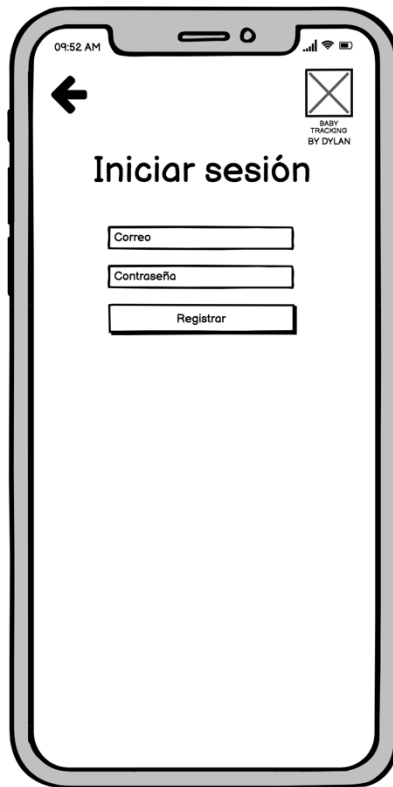 09:52 AM
BABY
TRACKING
BY DYLAN
Iniciar sesión
Correo
Contraseña
Registrar